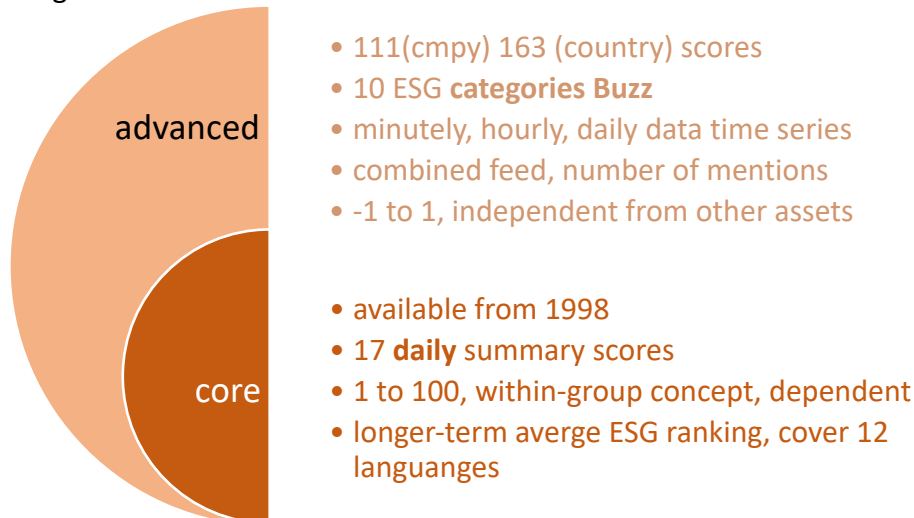 advanced
• 111(cmpy) 163 (country) scores
• 10 ESG categories Buzz
• minutely, hourly, daily data time series
• combined feed, number of mentions
• -1 to 1, independent from other assets
core
• available from 1998
• 17 daily summary scores
• 1 to 100, within-group concept, dependent
• longer-term averge ESG ranking, cover 12
languanges